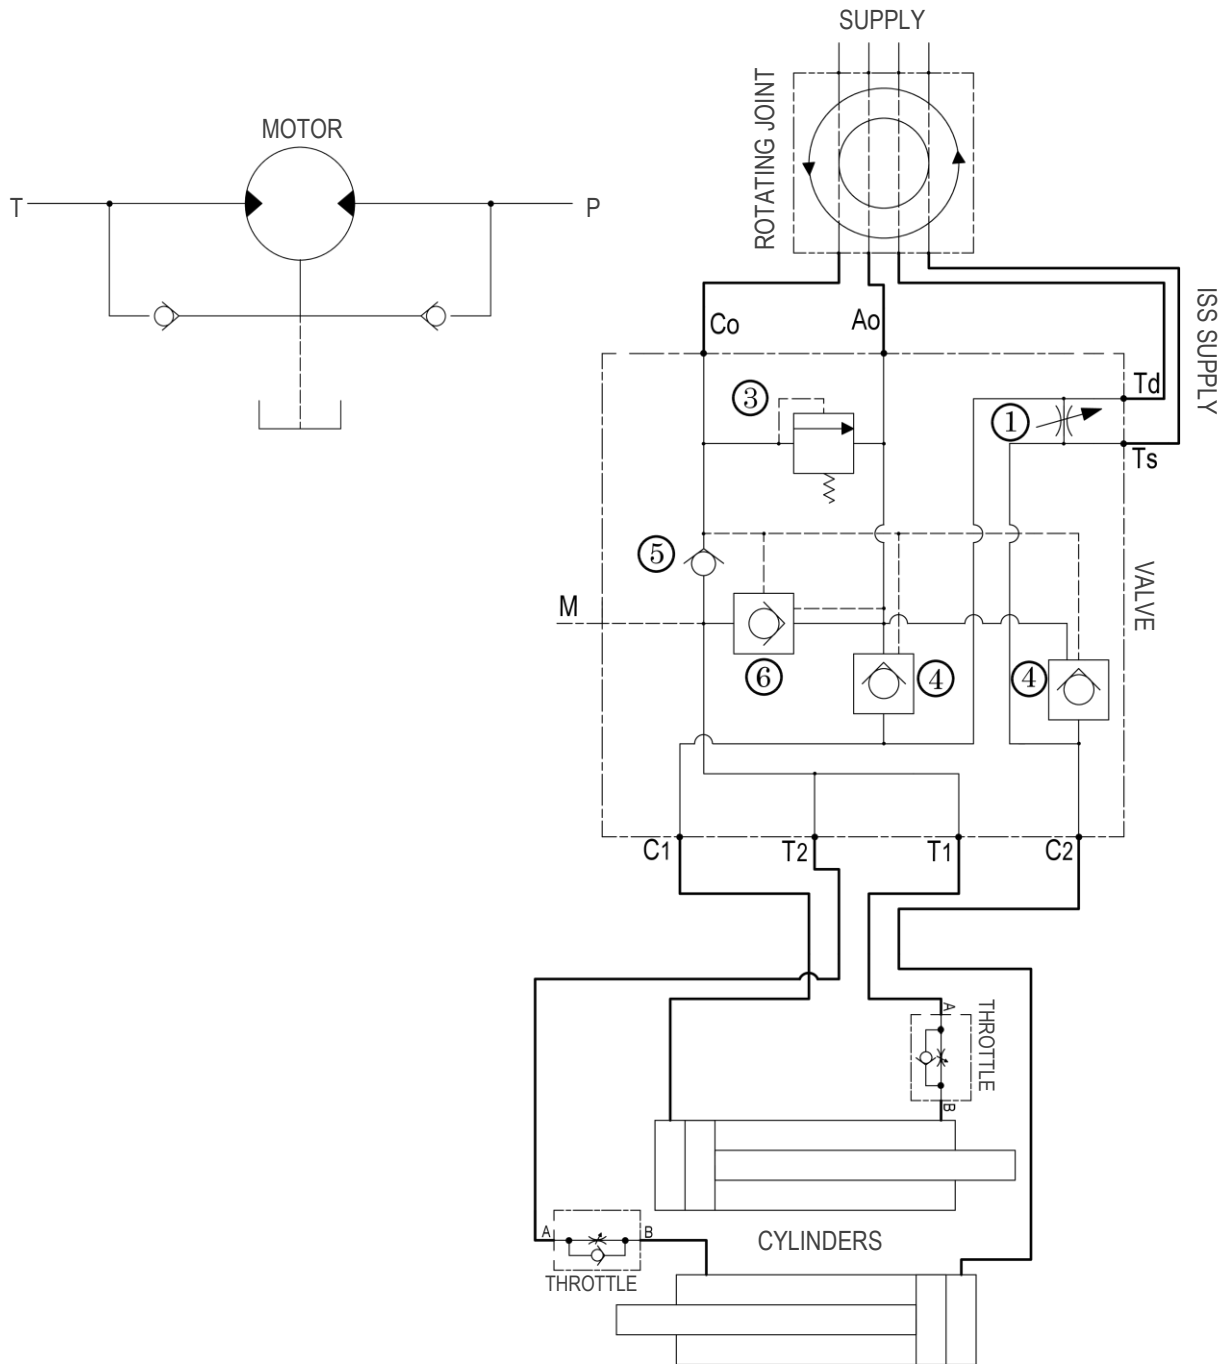 SUPPLY
ROTATING JOINT
MOTOR
T
P
ISS SUPPLY
Co
Ao
Td
3
1
Ts
5
VALVE
M
6
4
4
C1
T2
T1
C2
A
THROTTLE
B
A
B
CYLINDERS
THROTTLE